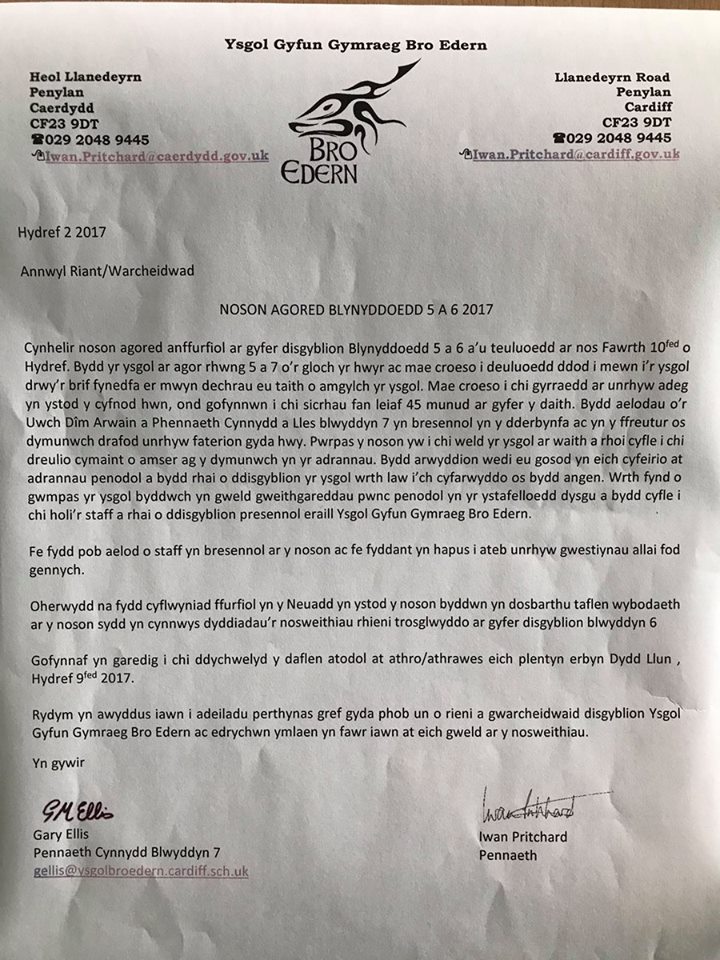 Ysgol Gyfun Gymraeg Bro Edern
Heol Llanedeyrn
Penylan
Caerdydd
CF23 9DT
☎029 2048 9445
🖰Iwan.Pritchard@caerdydd.gov.uk
BRO
EDERN
Llanedeyrn Road
Penylan
Cardiff
CF23 9DT
☎029 2048 9445
🖰Iwan.Pritchard@cardiff.gov.uk
Hydref 2 2017
Annwyl Riant/Warcheidwad
NOSON AGORED BLYNYDDOEDD 5 A 6 2017
Cynhelir noson agored anffurfiol ar gyfer disgyblion Blynyddoedd 5 a 6 a'u teuluoedd ar nos Fawrth 10fed o
Hydref. Bydd yr ysgol ar agor rhwng 5 a 7 o'r gloch yr hwyr ac mae croeso i deuluoedd ddod i mewn i'r ysgol
drwy'r brif fynedfa er mwyn dechrau eu taith o amgylch yr ysgol. Mae croeso i chi gyrraedd ar unrhyw adeg
yn ystod y cyfnod hwn, ond gofynnwn i chi sicrhau fan leiaf 45 munud ar gyfer y daith. Bydd aelodau o'r
Uwch Dîm Arwain a Phennaeth Cynnydd a Lles blwyddyn 7 yn bresennol yn y dderbynfa ac yn y ffreutur os
dymunwch drafod unrhyw faterion gyda hwy. Pwrpas y noson yw i chi weld yr ysgol ar waith a rhoi cyfle i chi
dreulio cymaint o amser ag y dymunwch yn yr adrannau. Bydd arwyddion wedi eu gosod yn eich cyfeirio at
adrannau penodol a bydd rhai o ddisgyblion yr ysgol wrth law i'ch cyfarwyddo os bydd angen. Wrth fynd o
gwmpas yr ysgol byddwch yn gweld gweithgareddau pwnc penodol yn yr ystafelloedd dysgu a bydd cyfle i
chi holi'r staff a rhai o ddisgyblion presennol eraill Ysgol Gyfun Gymraeg Bro Edern.
Fe fydd pob aelod o staff yn bresennol ar y noson ac fe fyddant yn hapus i ateb unrhyw gwestiynau allai fod
gennych.
Oherwydd na fydd cyflwyniad ffurfiol yn y Neuadd yn ystod y noson byddwn yn dosbarthu taflen wybodaeth
ar y noson sydd yn cynnwys dyddiadau'r nosweithiau rhieni trosglwyddo ar gyfer disgyblion blwyddyn 6
Gofynnaf yn garedig i chi ddychwelyd y daflen atodol at athro/athrawes eich plentyn erbyn Dydd Llun ,
Hydref 9fed 2017.
Rydym yn awyddus iawn i adeiladu perthynas gref gyda phob un o rieni a gwarcheidwaid disgyblion Ysgol
Gyfun Gymraeg Bro Edern ac edrychwn ymlaen yn fawr iawn at eich gweld ar y nosweithiau.
Yn gywir
GM Ellis
Gary Ellis
Pennaeth Cynnydd Blwyddyn 7
gellis@ysgolbroedern.cardiff.sch.uk
Iwan Pritchard
Iwan Pritchard
Pennaeth